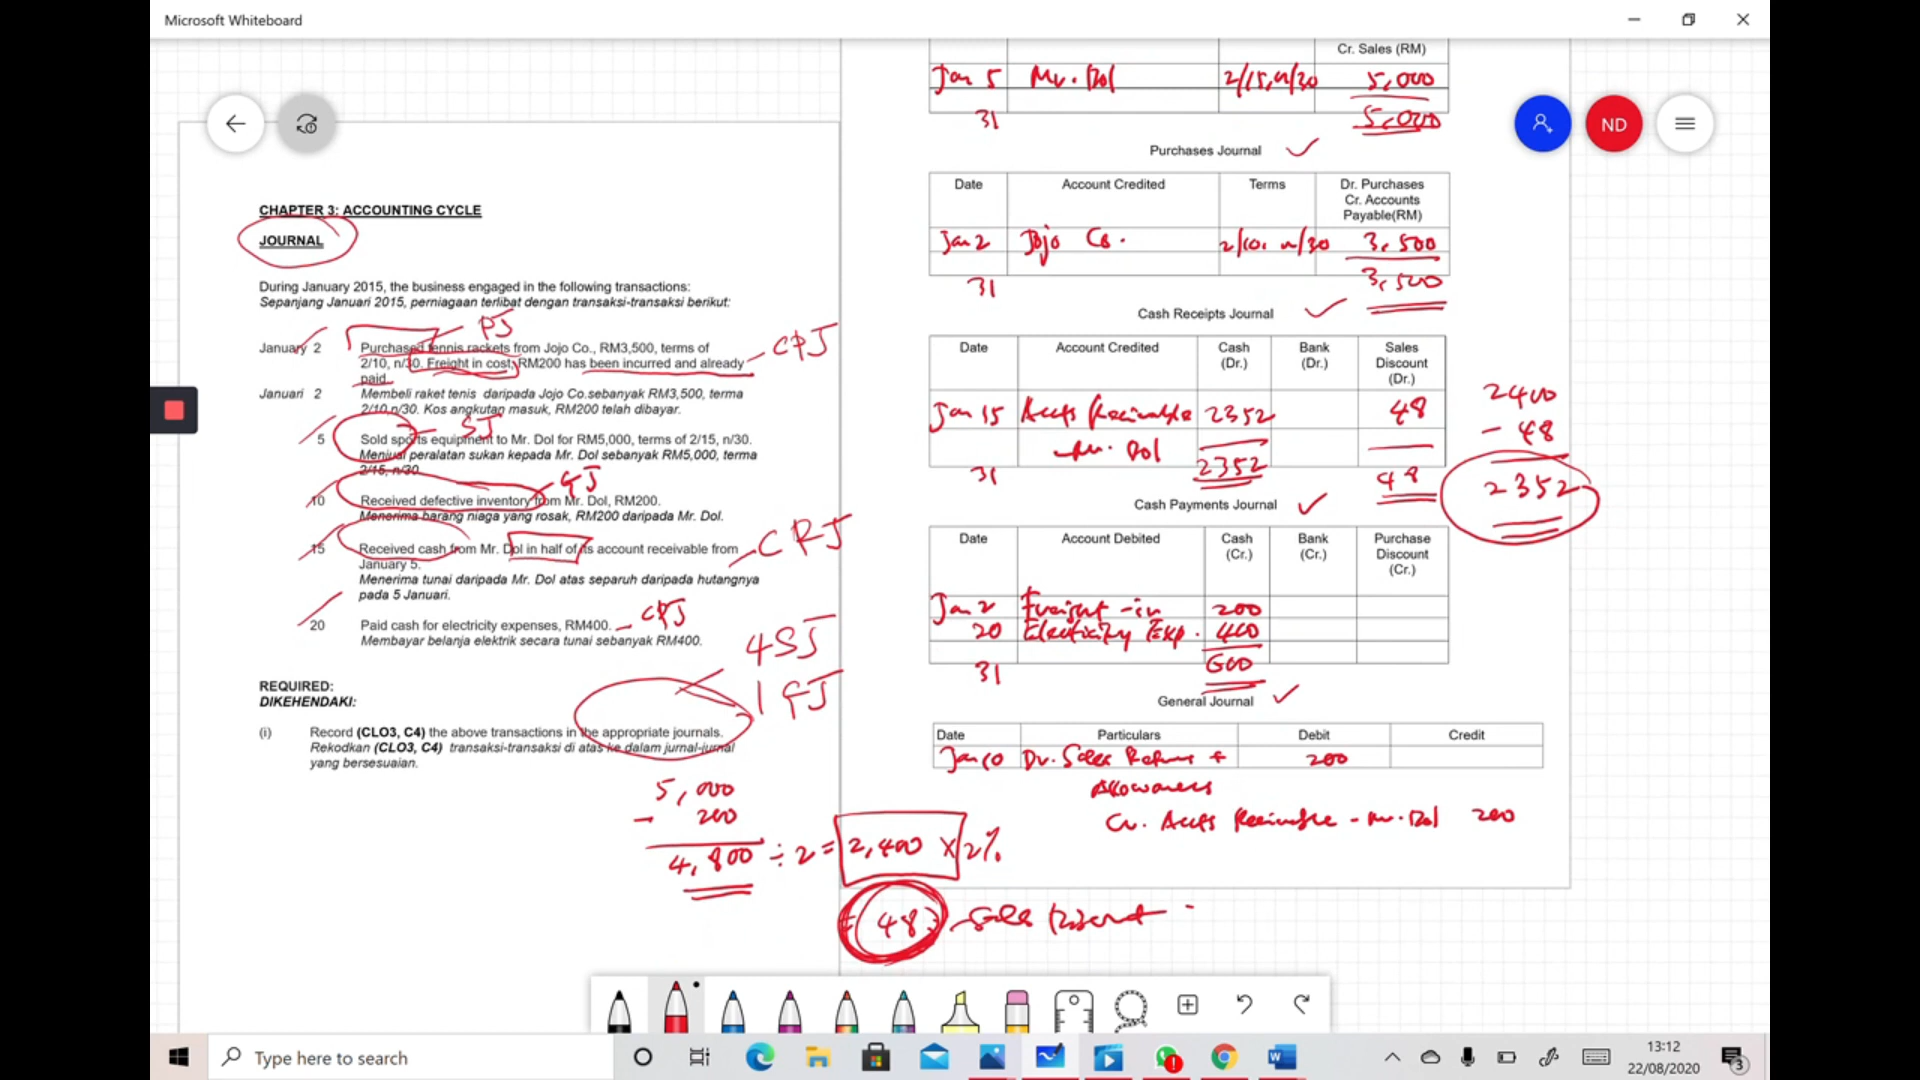 Microsoft Whiteboard
ND
CHAPTER 3: ACCOUNTING CYCLE
JOURNAL
During January 2015, the business engaged in the following transactions:
Sepanjang Januari 2015, perniagaan terlibat dengan transaksi-transaksi berikut:
PJ
January 2 Purchased tennis rackets from Jojo Co., RM3,500, terms of
2/10, n/30. Freight in cost, RM200 has been incurred and already
paid.
CPJ
Januari 2 Membeli raket tenis daripada Jojo Co.sebanyak RM3,500, terma
2/10,n/30. Kos angkutan masuk, RM200 telah dibayar.
SJ
5 Sold sports equipment to Mr. Dol for RM5,000, terms of 2/15, n/30.
Menjual peralatan sukan kepada Mr. Dol sebanyak RM5,000, terma
2/15, n/30
GJ
10 Received defective inventory from Mr. Dol, RM200.
Menerima barang niaga yang rosak, RM200 daripada Mr. Dol.
15 Received cash from Mr. Dol in half of its account receivable from
January 5.
CRJ
Menerima tunai daripada Mr. Dol atas separuh daripada hutangnya
pada 5 Januari.
20 Paid cash for electricity expenses, RM400.
CPJ
Membayar belanja elektrik secara tunai sebanyak RM400.
4SJ
1 GJ
REQUIRED:
DIKEHENDAKI:
(i) Record (CLO3, C4) the above transactions in the appropriate journals.
Rekodkan (CLO3, C4) transaksi-transaksi di atas ke dalam jurnal-jurnal
yang bersesuaian.
5,000
- 200
4,800 ÷ 2 = 2,400 x 2%
= 48 Sales Discount
Cr. Sales (RM)
Jan 5 Mr. Dol 2/15, n/30 5,000
31 5,000
Purchases Journal
Date Account Credited Terms Dr. Purchases
Cr. Accounts
Payable(RM)
Jan 2 Jojo Co. 2/10, n/30 3,500
31 3,500
Cash Receipts Journal
Date Account Credited Cash Bank Sales
(Dr.) (Dr.) Discount
(Dr.)
Jan 15 Accts Receivable 2352 48
- Mr. Dol
31 2352 48
2400
- 48
2352
Cash Payments Journal
Date Account Debited Cash Bank Purchase
(Cr.) (Cr.) Discount
(Cr.)
Jan 2 Freight - in 200
20 Electricity Exp. 400
31 600
General Journal
Date Particulars Debit Credit
Jan 10 Dr. Sales Returns + 200
Allowances
Cr. Accts Receivable - Mr. Dol 200
Type here to search
13:12
22/08/2020
3